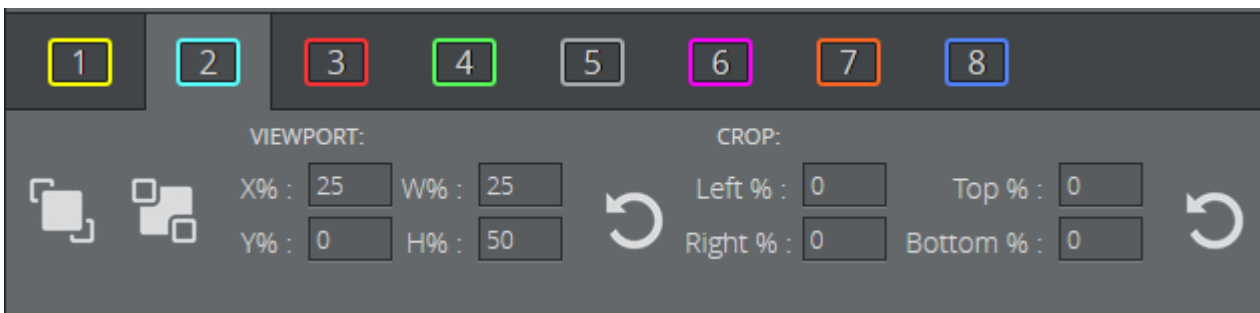 1 2 3 4 5 6 7 8
VIEWPORT: CROP:
X% : 25 W% : 25 Left % : 0 Top % : 0
Y% : 0 H% : 50 Right % : 0 Bottom % : 0